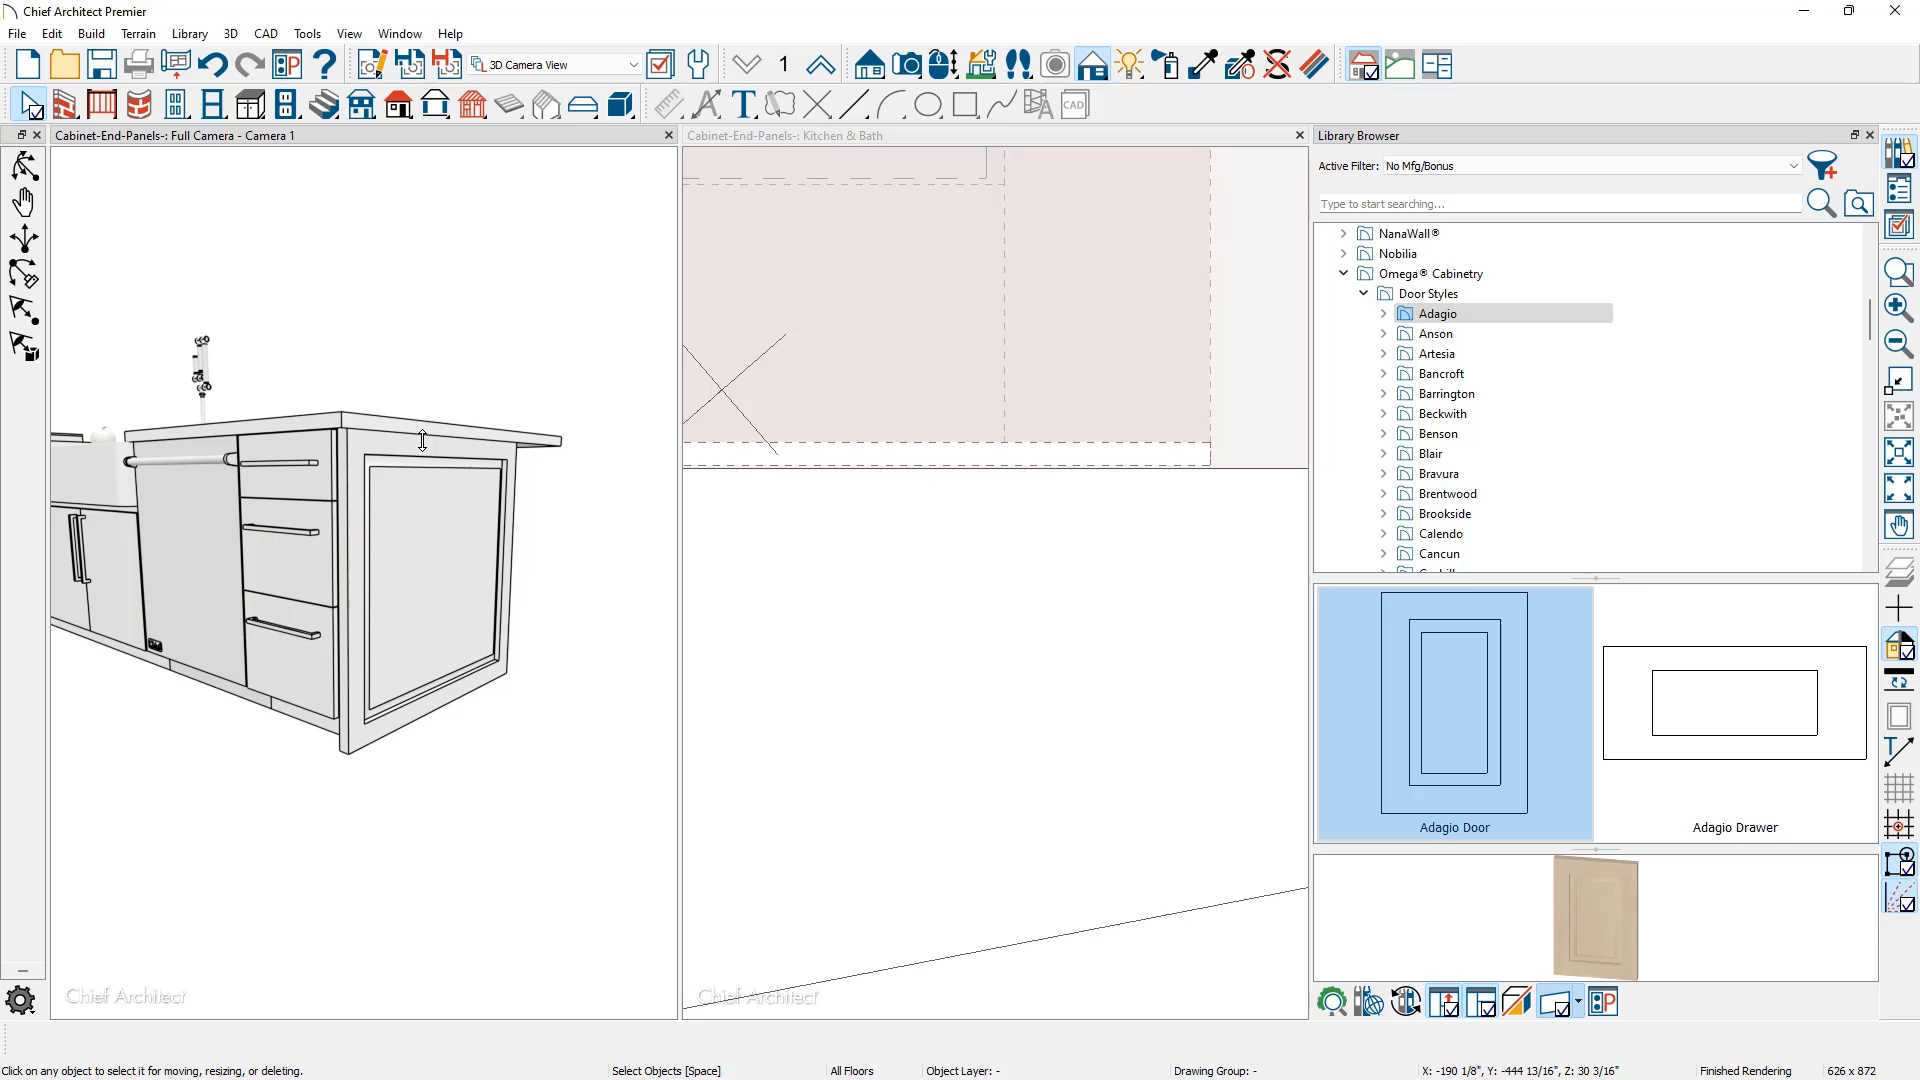 Chief Architect Premier
File Edit Build Terrain Library 3D CAD Tools View Window Help
3D Camera View
1
CAD
Cabinet-End-Panels-: Full Camera - Camera 1
Cabinet-End-Panels-: Kitchen & Bath
Library Browser
Active Filter: No Mfg/Bonus
Type to start searching...
NanaWall®
Nobilia
Omega® Cabinetry
Door Styles
Adagio
Anson
Artesia
Bancroft
Barrington
Beckwith
Benson
Blair
Bravura
Brentwood
Brookside
Calendo
Cancun
Adagio Door
Adagio Drawer
Chief Architect
Chief Architect
Click on any object to select it for moving, resizing, or deleting.
Select Objects [Space]
All Floors
Object Layer: -
Drawing Group: -
X: -190 1/8", Y: -444 13/16", Z: 30 3/16"
Finished Rendering
626 x 872